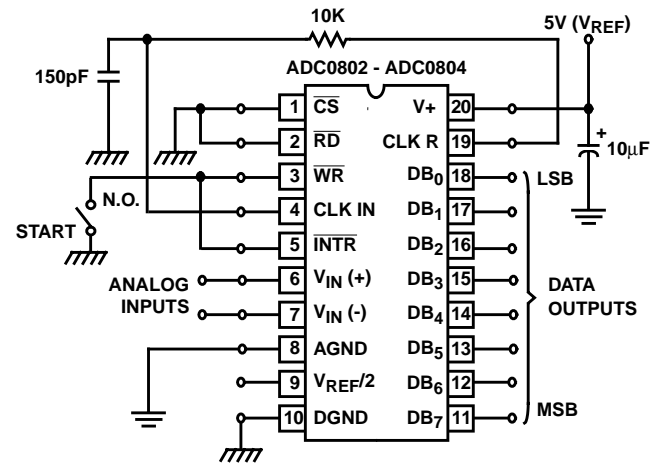 10K
5V (VREF)
150pF
ADC0802 - ADC0804
1 CS V+ 20
2 RD CLK R 19
+
10µF
3 WR DB0 18 LSB
N.O.
4 CLK IN DB1 17
START
5 INTR DB2 16
ANALOG
INPUTS
6 VIN (+) DB3 15
DATA
OUTPUTS
7 VIN (-) DB4 14
8 AGND DB5 13
9 VREF/2 DB6 12
10 DGND DB7 11 MSB